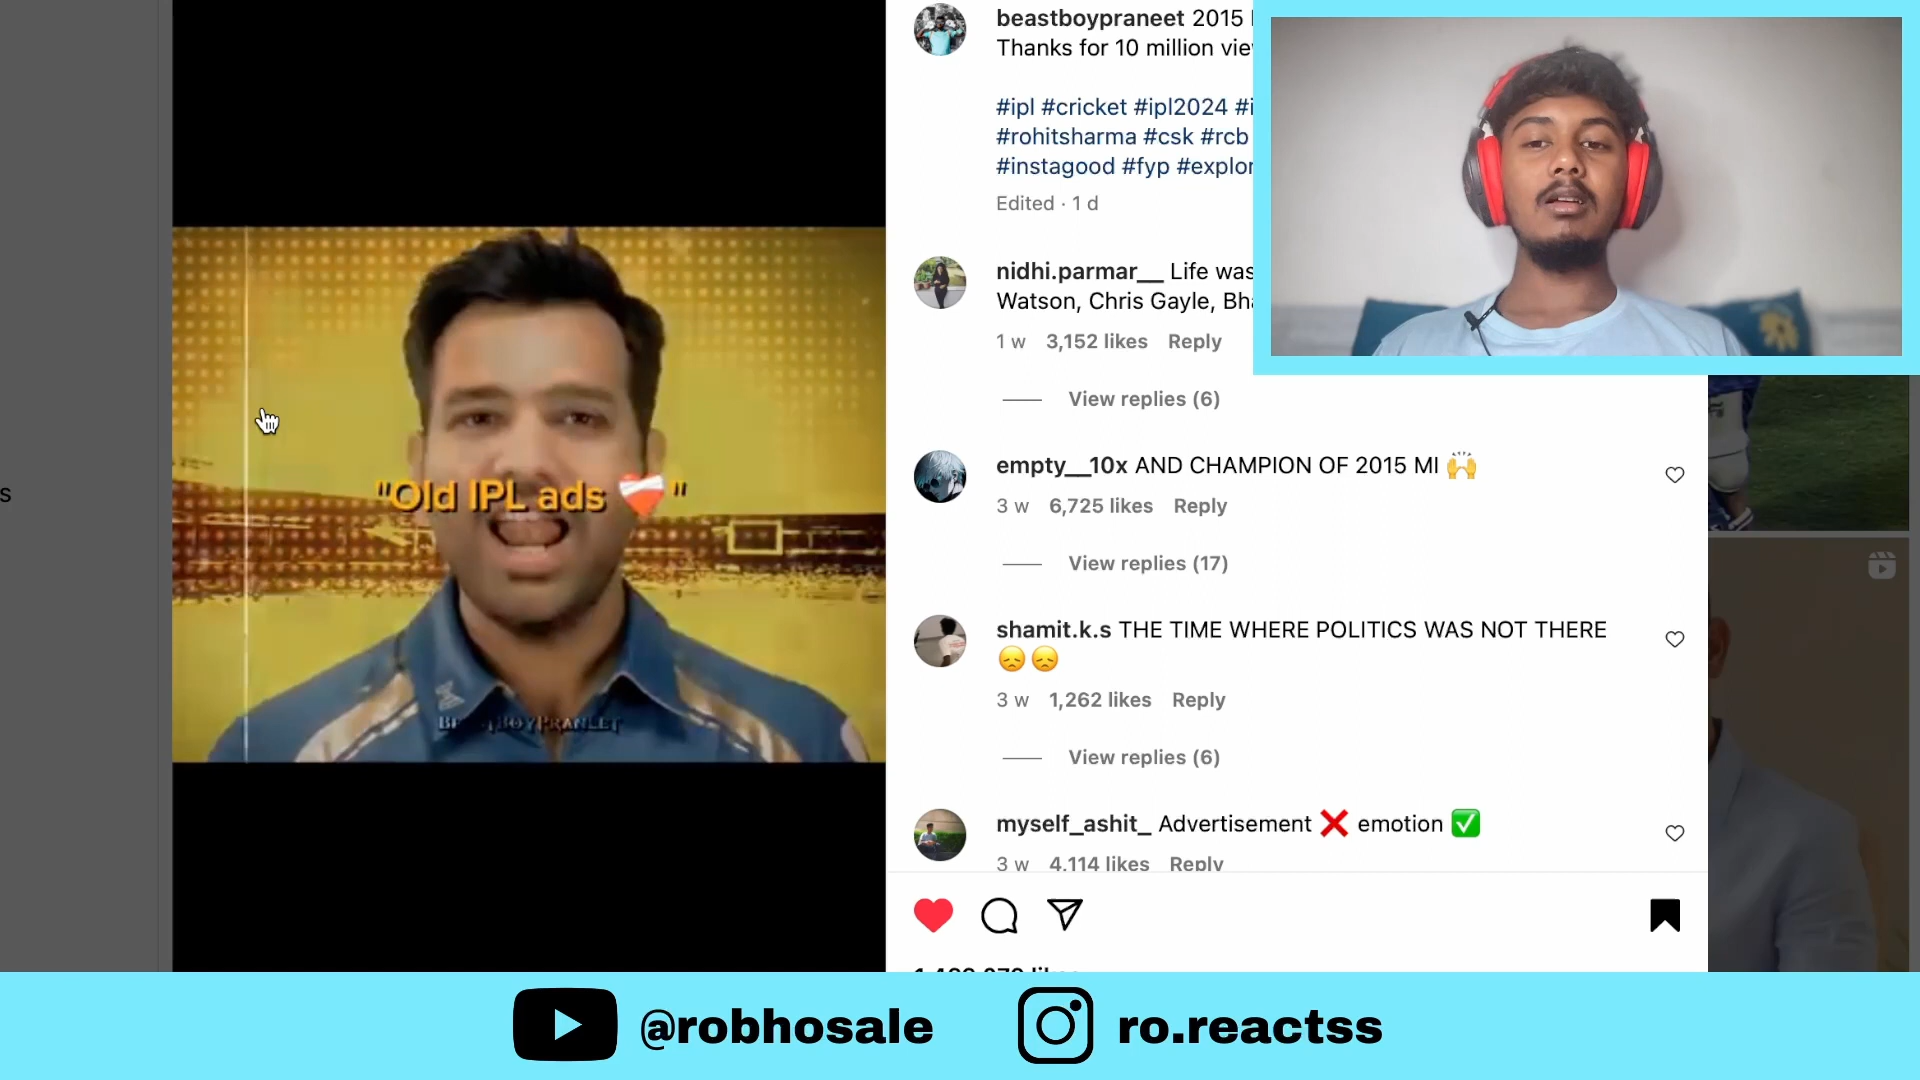 beastboypraneet 2015
Thanks for 10 million
#ipl #cricket #ipl2024
#rohitsharma #csk #rcb
#instagood #fyp
Edited · 1 d
nidhi.parmar__ Life was
Watson, Chris Gayle,
1 w 3,152 likes Reply
View replies (6)
empty__10x AND CHAMPION OF 2015 MI 🙌
3 w 6,725 likes Reply
View replies (17)
shamit.k.s THE TIME WHERE POLITICS WAS NOT THERE
😞😞
3 w 1,262 likes Reply
View replies (6)
myself_ashit_ Advertisement ❌ emotion ✅
3 w 4,114 likes Reply
"Old IPL ads ❤️‍🩹"
s
@robhosale
ro.reactss